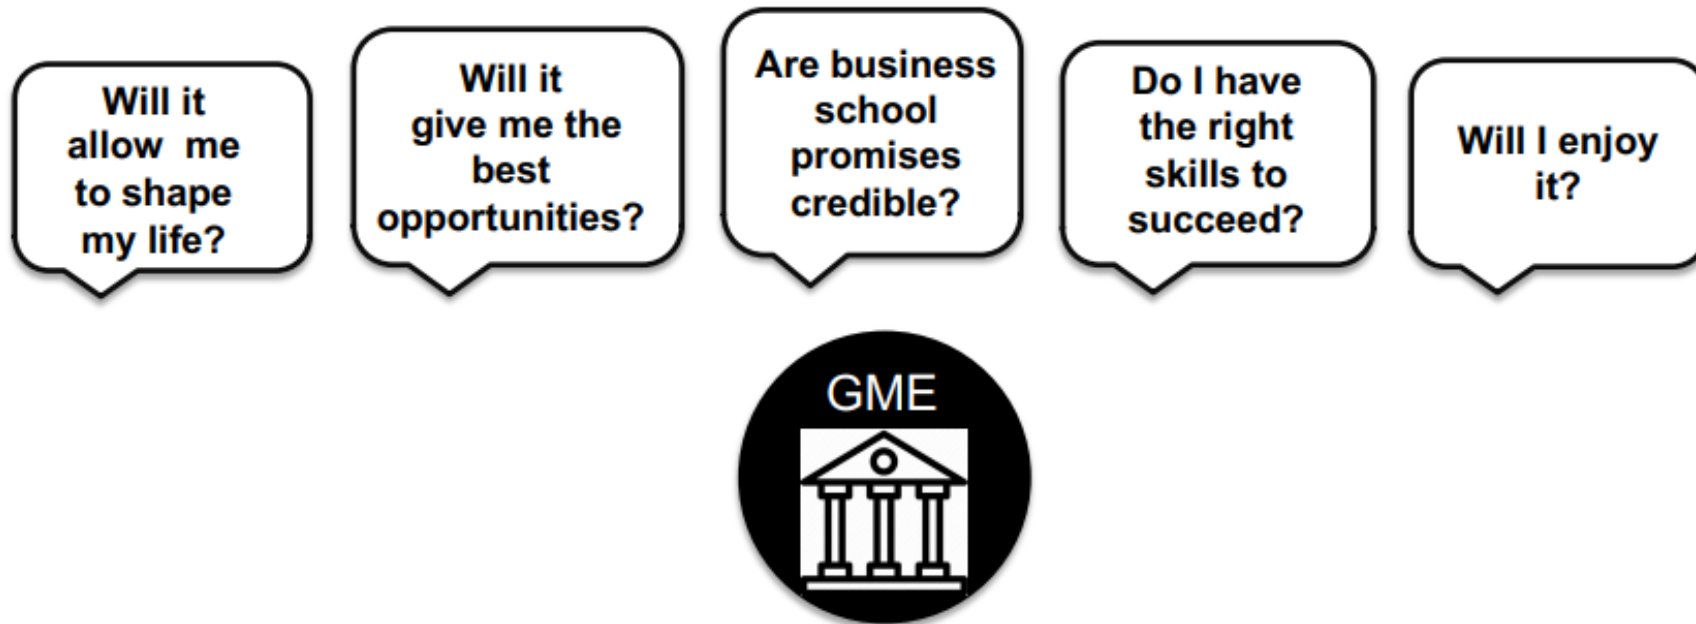 Will it
allow  me
to shape
my life?
Will it
give me the
best
opportunities?
Are business
school
promises
credible?
Do I have
the right
skills to
succeed?
Will I enjoy
it?
GME